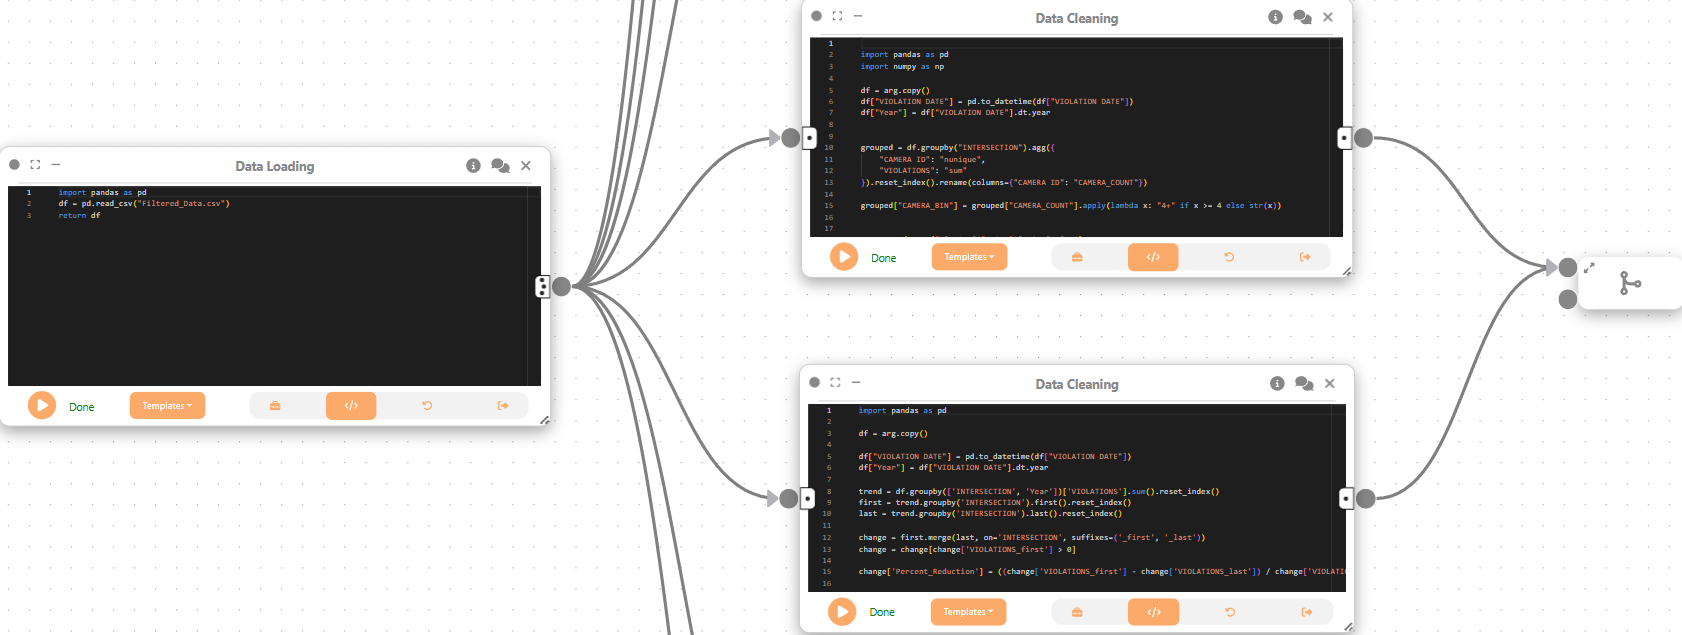 Data Loading
1 import pandas as pd
2 df = pd.read_csv("Filtered_Data.csv")
3 return df
Done
Templates
</>
Data Cleaning
1
2 import pandas as pd
3 import numpy as np
4
5 df = arg.copy()
6 df["VIOLATION DATE"] = pd.to_datetime(df["VIOLATION DATE"])
7 df["Year"] = df["VIOLATION DATE"].dt.year
8
9
10 grouped = df.groupby("INTERSECTION").agg({
11 "CAMERA ID": "nunique",
12 "VIOLATIONS": "sum"
13 }).reset_index().rename(columns={"CAMERA ID": "CAMERA_COUNT"})
14
15 grouped["CAMERA_BIN"] = grouped["CAMERA_COUNT"].apply(lambda x: "4+" if x >= 4 else str(x))
16
17
Done
Templates
</>
Data Cleaning
1 import pandas as pd
2
3 df = arg.copy()
4
5 df["VIOLATION DATE"] = pd.to_datetime(df["VIOLATION DATE"])
6 df["Year"] = df["VIOLATION DATE"].dt.year
7
8 trend = df.groupby(['INTERSECTION', 'Year'])['VIOLATIONS'].sum().reset_index()
9 first = trend.groupby('INTERSECTION').first().reset_index()
10 last = trend.groupby('INTERSECTION').last().reset_index()
11
12 change = first.merge(last, on='INTERSECTION', suffixes=('_first', '_last'))
13 change = change[change['VIOLATIONS_first'] > 0]
14
15 change['Percent_Reduction'] = ((change['VIOLATIONS_first'] - change['VIOLATIONS_last']) / change['VIOLATI
16
Done
Templates
</>